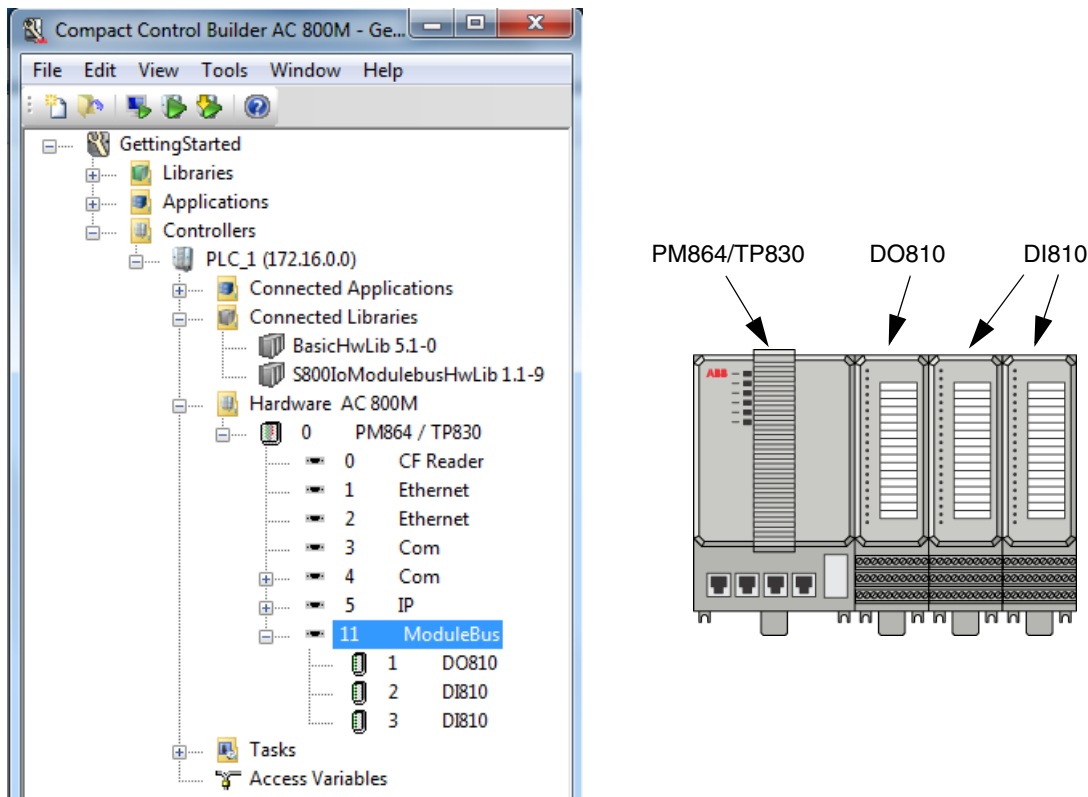 Compact Control Builder AC 800M - Ge...
File Edit View Tools Window Help
GettingStarted
Libraries
Applications
Controllers
PLC_1 (172.16.0.0)
Connected Applications
Connected Libraries
BasicHwLib 5.1-0
S800IoModulebusHwLib 1.1-9
Hardware AC 800M
0 PM864 / TP830
0 CF Reader
1 Ethernet
2 Ethernet
3 Com
4 Com
5 IP
11 ModuleBus
1 DO810
2 DI810
3 DI810
Tasks
Access Variables
PM864/TP830 DO810 DI810
ABB